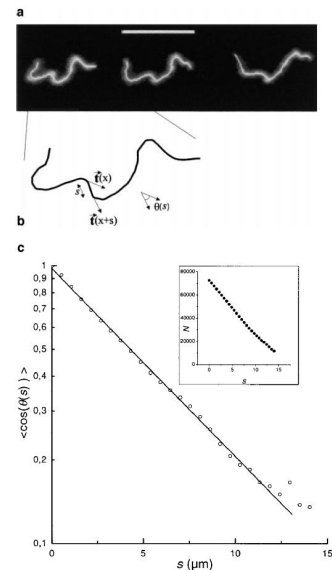 a
t(x)
s
θ(s)
t(x+s)
b
c
1
0,9
0,8
0,7
0,6
0,5
0,4
0,3
0,2
0,1
<cos(θ(s))>
0
5
10
15
s (μm)
80000
60000
40000
20000
0
N
0
5
10
15
s